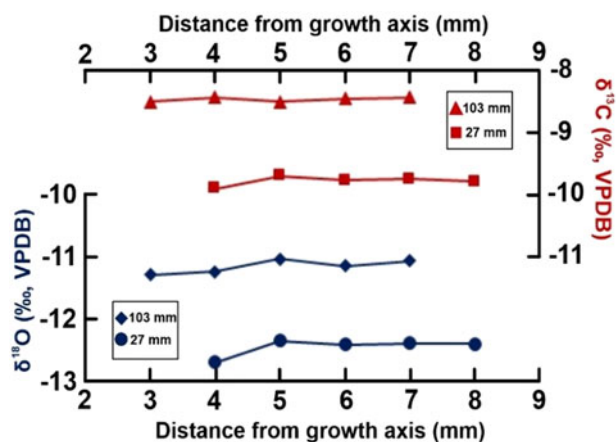 Distance from growth axis (mm)
2 3 4 5 6 7 8 9
-8
-9
-10
-11
δ¹³C (‰, VPDB)
103 mm
27 mm
-10
-11
-12
-13
δ¹⁸O (‰, VPDB)
103 mm
27 mm
2 3 4 5 6 7 8 9
Distance from growth axis (mm)